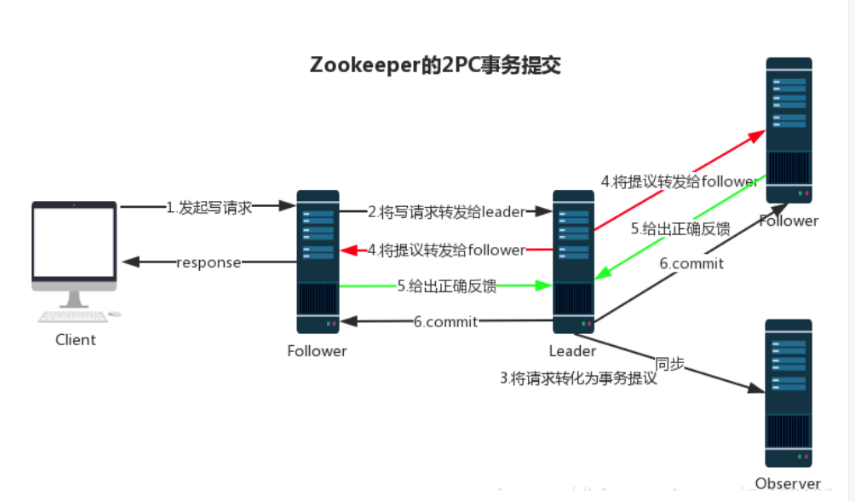 Zookeeper的2PC事务提交
1.发起写请求
response
Client
2.将写请求转发给leader
4.将提议转发给follower
5.给出正确反馈
6.commit
Follower
Leader
3.将请求转化为事务提议
4.将提议转发给follower
5.给出正确反馈
6.commit
Follower
同步
Observer